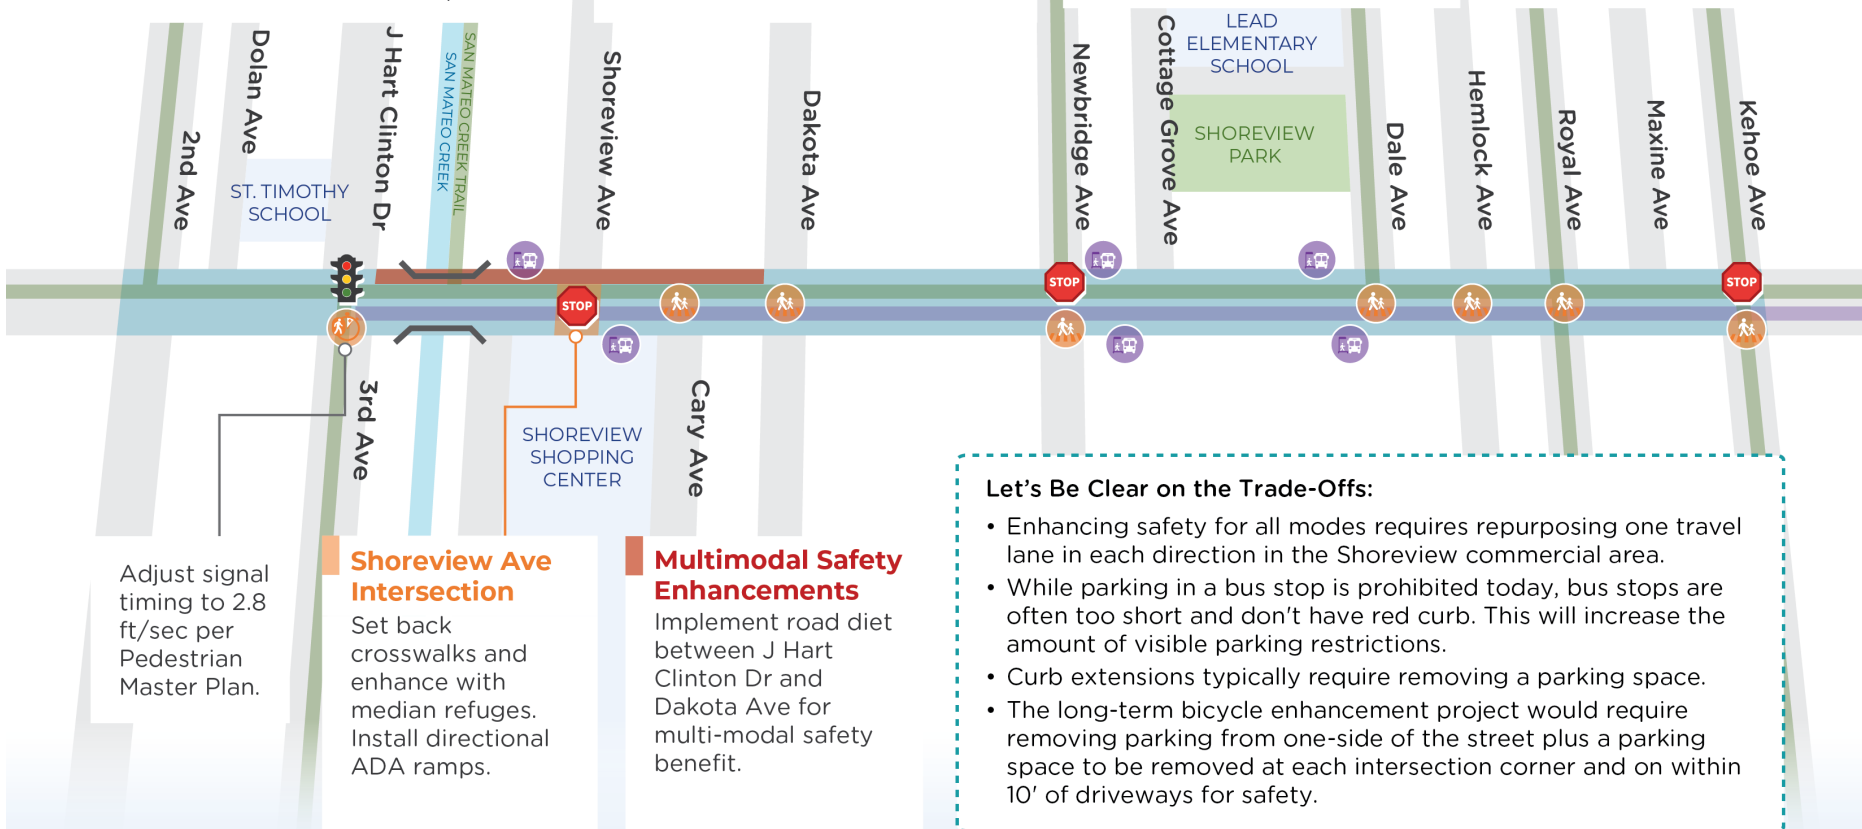 2nd Ave
Dolan Ave
ST. TIMOTHY
SCHOOL
J Hart Clinton Dr
SAN MATEO CREEK
SAN MATEO CREEK TRAIL
Shoreview Ave
Dakota Ave
Newbridge Ave
Cottage Grove Ave
LEAD
ELEMENTARY
SCHOOL
SHOREVIEW
PARK
Dale Ave
Hemlock Ave
Royal Ave
Maxine Ave
Kehoe Ave
STOP
STOP
STOP
3rd Ave
SHOREVIEW
SHOPPING
CENTER
Cary Ave
Adjust signal
timing to 2.8
ft/sec per
Pedestrian
Master Plan.
Shoreview Ave
Intersection
Set back
crosswalks and
enhance with
median refuges.
Install directional
ADA ramps.
Multimodal Safety
Enhancements
Implement road diet
between J Hart
Clinton Dr and
Dakota Ave for
multi-modal safety
benefit.
Let's Be Clear on the Trade-Offs:
• Enhancing safety for all modes requires repurposing one travel
lane in each direction in the Shoreview commercial area.
• While parking in a bus stop is prohibited today, bus stops are
often too short and don't have red curb. This will increase the
amount of visible parking restrictions.
• Curb extensions typically require removing a parking space.
• The long-term bicycle enhancement project would require
removing parking from one-side of the street plus a parking
space to be removed at each intersection corner and on within
10' of driveways for safety.